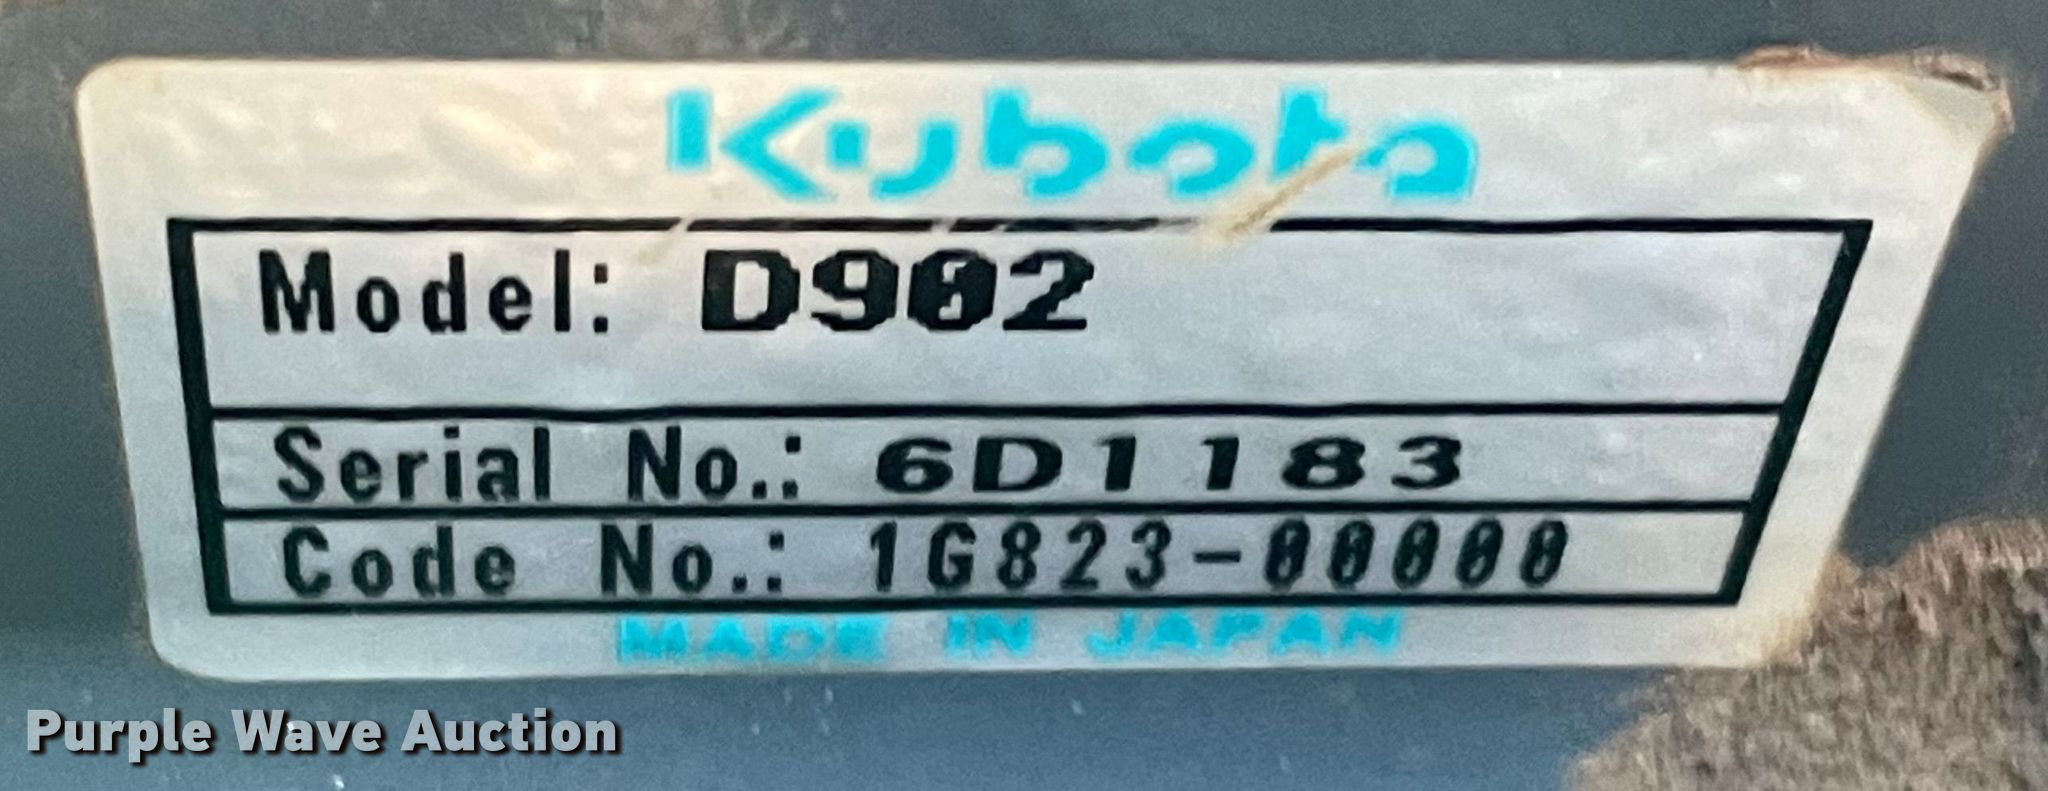 Kubota
Model: D902
Serial No.: 6D1183
Code No.: 1G823-00000
MADE IN JAPAN
Purple Wave Auction